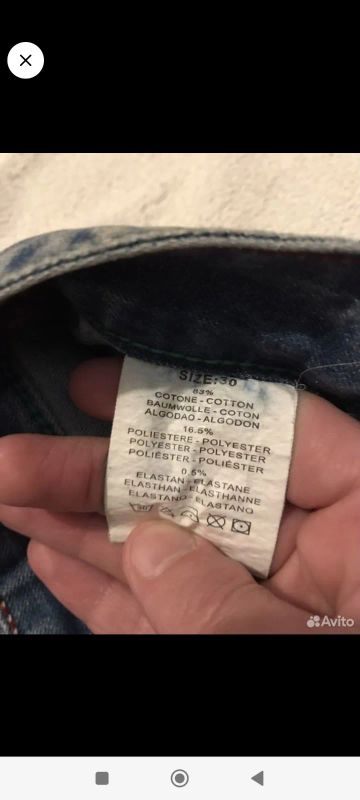 SIZE:30
83%
COTONE - COTTON
BAUMWOLLE - COTON
ALGODAO - ALGODON
16.5%
POLIESTERE - POLYESTER
POLYESTER - POLYESTER
POLIÉSTER - POLIÉSTER
0.5%
ELASTAN - ELASTANE
ELASTHAN - ELASTHANNE
ELASTANO - ELASTANO
Avito